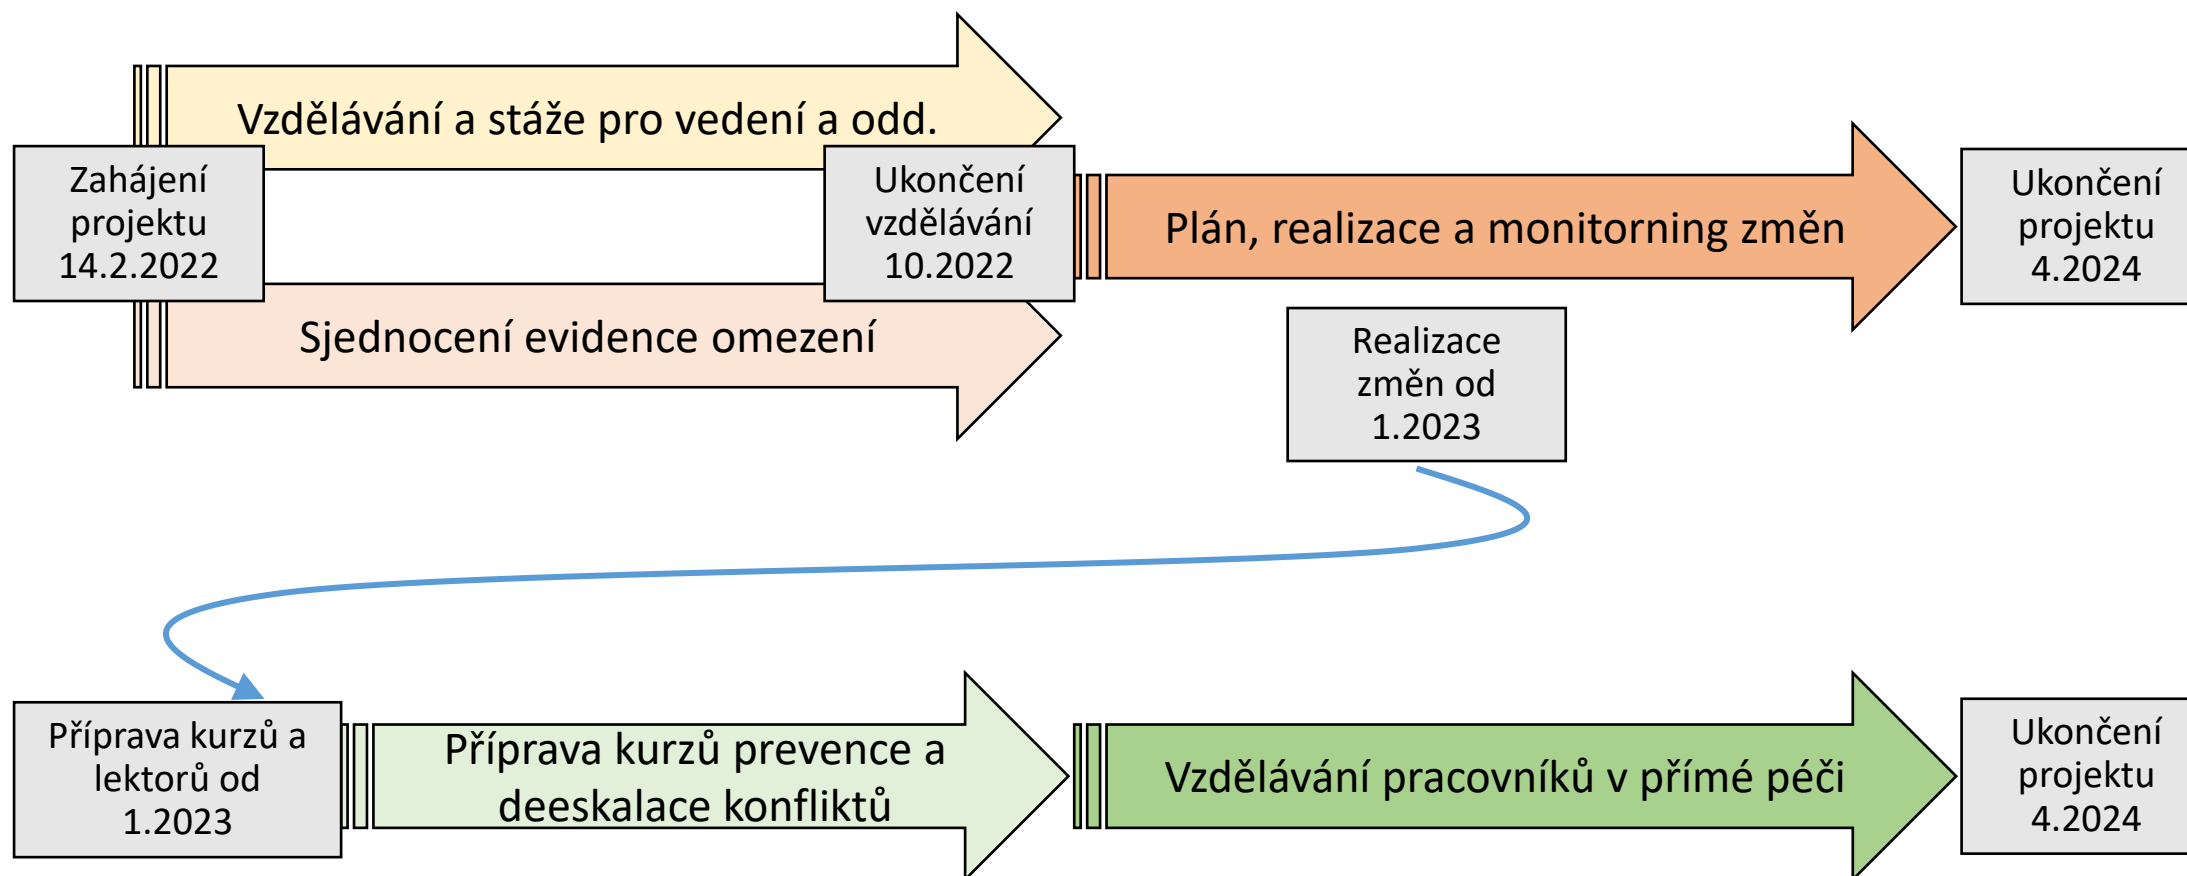 Vzdělávání a stáže pro vedení a odd.
Zahájení
projektu
14.2.2022
Ukončení
vzdělávání
10.2022
Plán, realizace a monitorning změn
Ukončení
projektu
4.2024
Sjednocení evidence omezení
Realizace
změn od
1.2023
Příprava kurzů a
lektorů od
1.2023
Příprava kurzů prevence a
deeskalace konfliktů
Vzdělávání pracovníků v přímé péči
Ukončení
projektu
4.2024